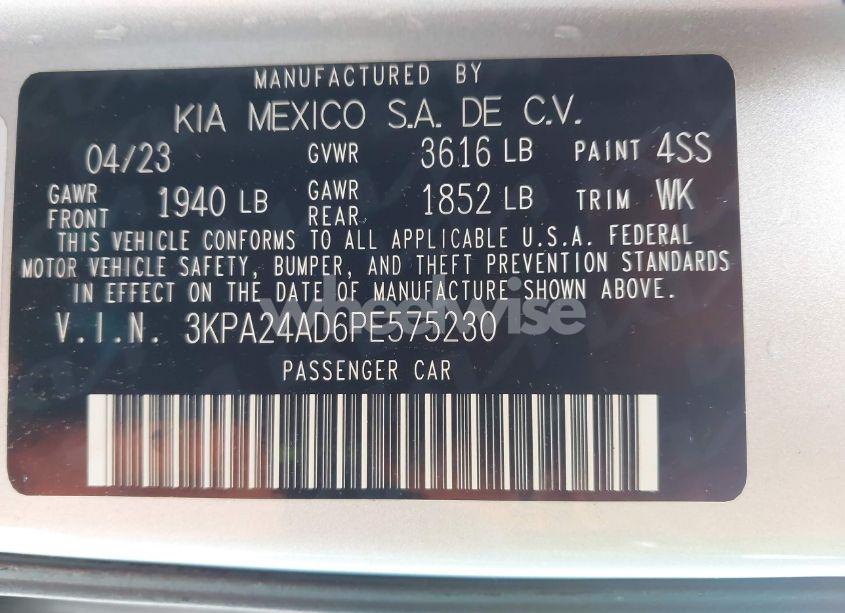 MANUFACTURED BY
KIA MEXICO S.A. DE C.V.
04/23 GVWR 3616 LB PAINT 4SS
GAWR FRONT 1940 LB GAWR REAR 1852 LB TRIM WK
THIS VEHICLE CONFORMS TO ALL APPLICABLE U.S.A. FEDERAL
MOTOR VEHICLE SAFETY, BUMPER, AND THEFT PREVENTION STANDARDS
IN EFFECT ON THE DATE OF MANUFACTURE SHOWN ABOVE.
wheelwise
V.I.N. 3KPA24AD6PE575230
PASSENGER CAR